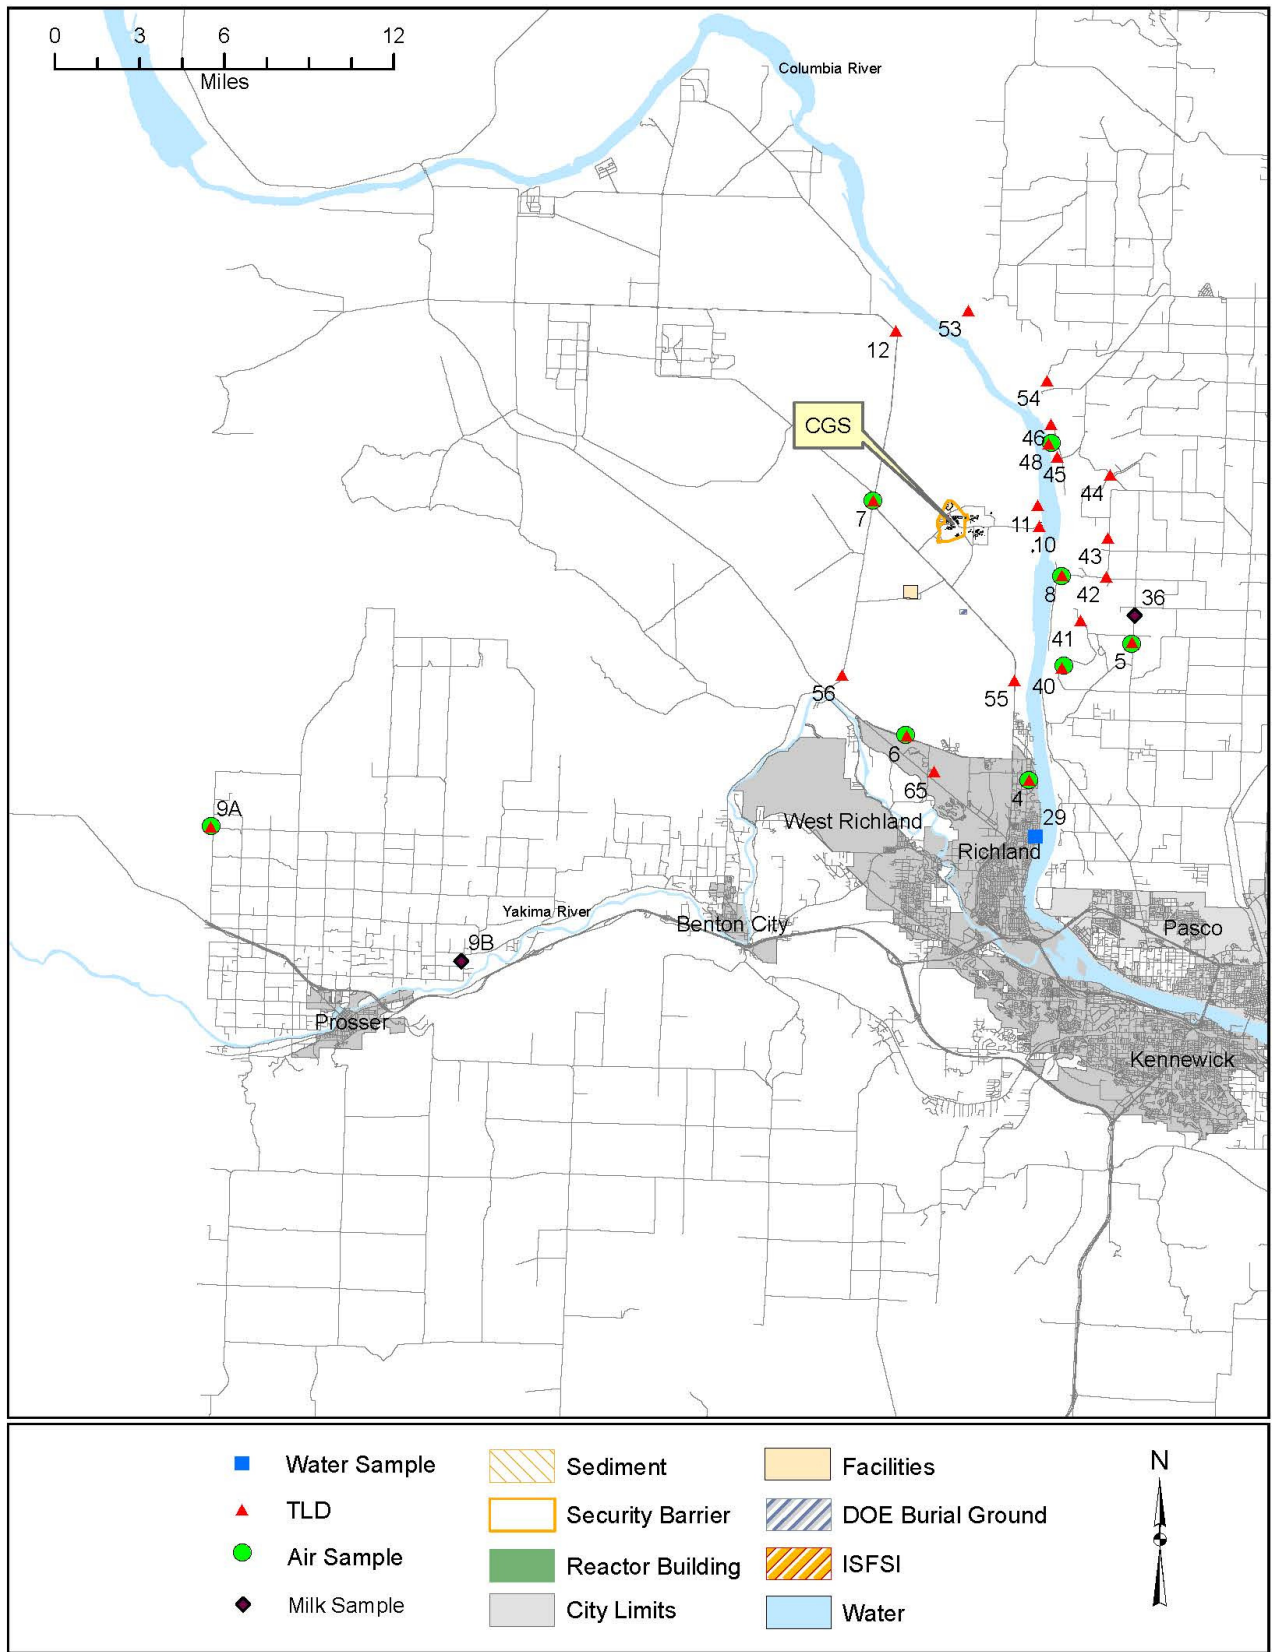 0 3 6 12
Miles
Columbia River
53
12
54
CGS
46
48
45
44
7
11
10
43
8
42
36
41
5
40
56
55
6
65
4
9A
29
West Richland
Richland
Yakima River
Benton City
Pasco
9B
Prosser
Kennewick
Water Sample
TLD
Air Sample
Milk Sample
Sediment
Security Barrier
Reactor Building
City Limits
Facilities
DOE Burial Ground
ISFSI
Water
N